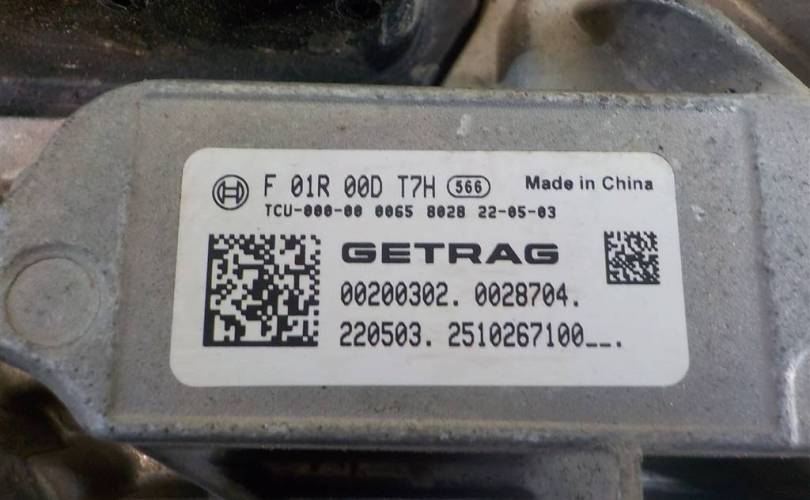 F 01R 00D T7H 566 Made in China
TCU-000-00 0065 8028 22-05-03
GETRAG
00200302. 0028704.
220503. 2510267100__.